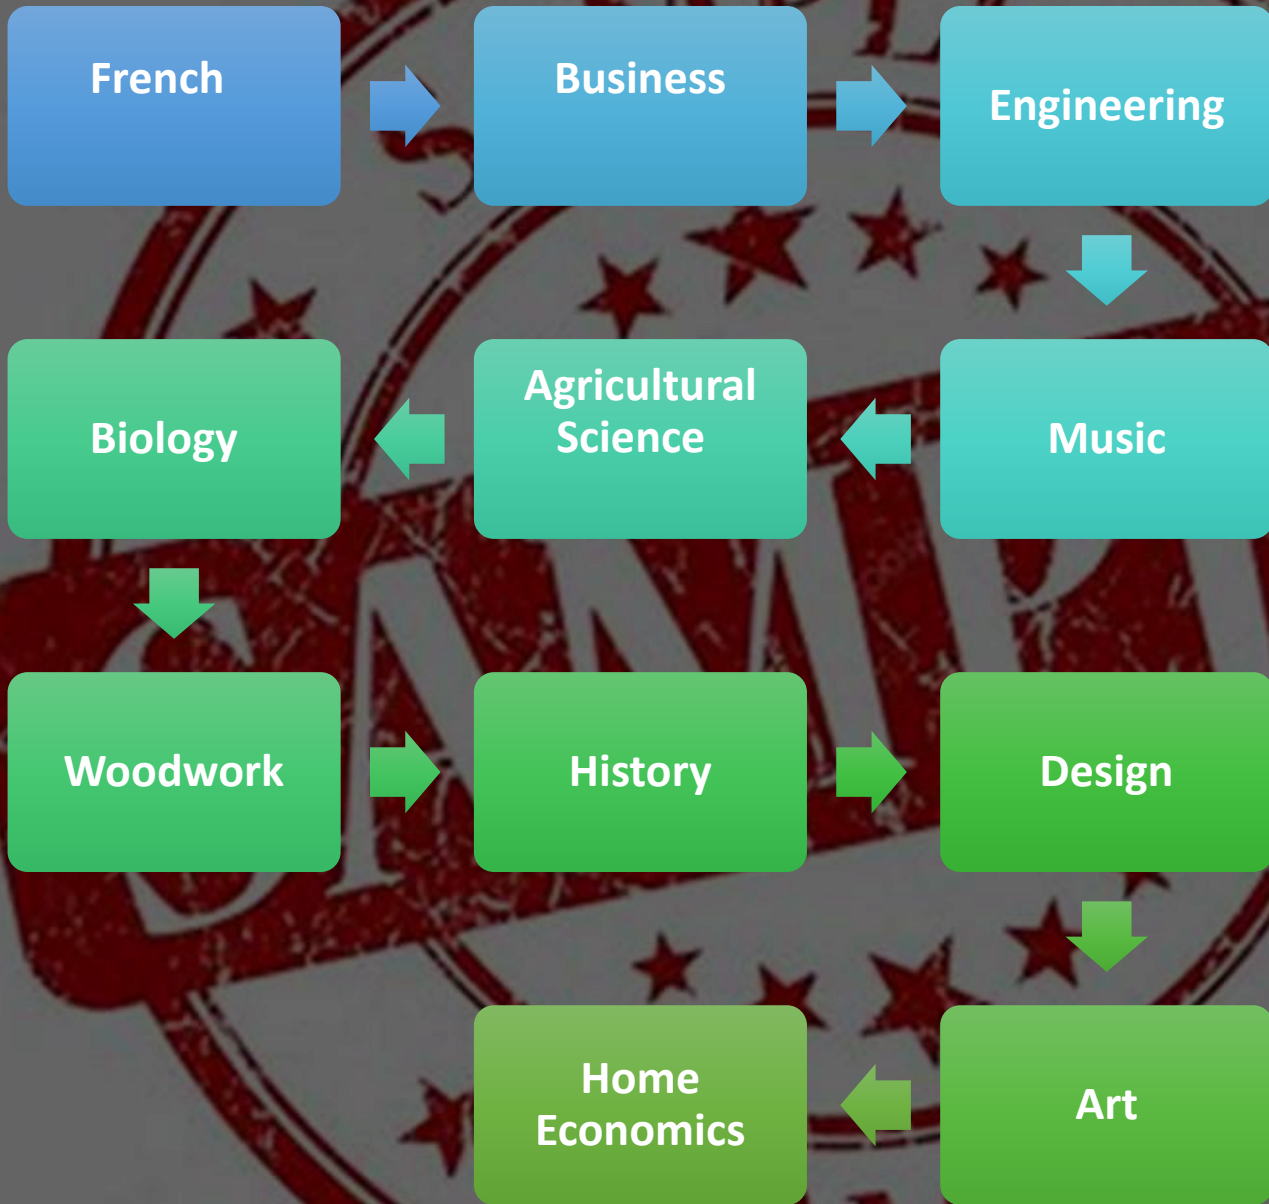 French
Business
Engineering
Music
Agricultural
Science
Biology
Woodwork
History
Design
Art
Home
Economics